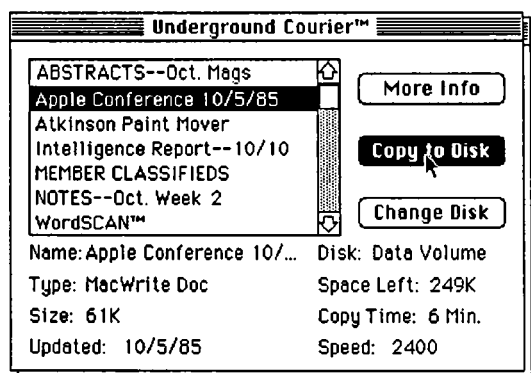 Underground Courier™
ABSTRACTS--Oct. Mags
Apple Conference 10/5/85
Atkinson Paint Mover
Intelligence Report--10/10
MEMBER CLASSIFIEDS
NOTES--Oct. Week 2
WordSCAN™
More Info
Copy to Disk
Change Disk
Name: Apple Conference 10/...
Type: MacWrite Doc
Size: 61K
Updated: 10/5/85
Disk: Data Volume
Space Left: 249K
Copy Time: 6 Min.
Speed: 2400